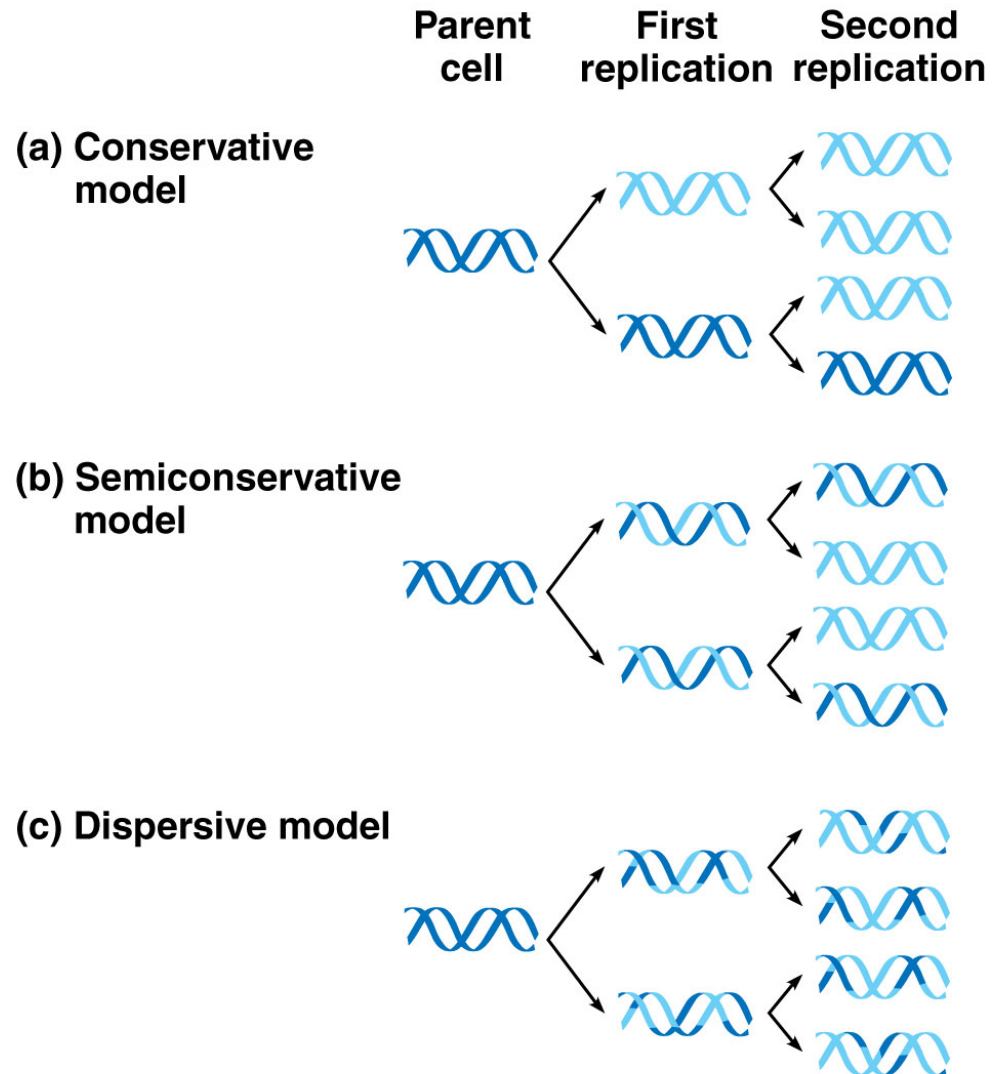 Parent cell
First replication
Second replication
(a) Conservative
model
(b) Semiconservative
model
(c) Dispersive model